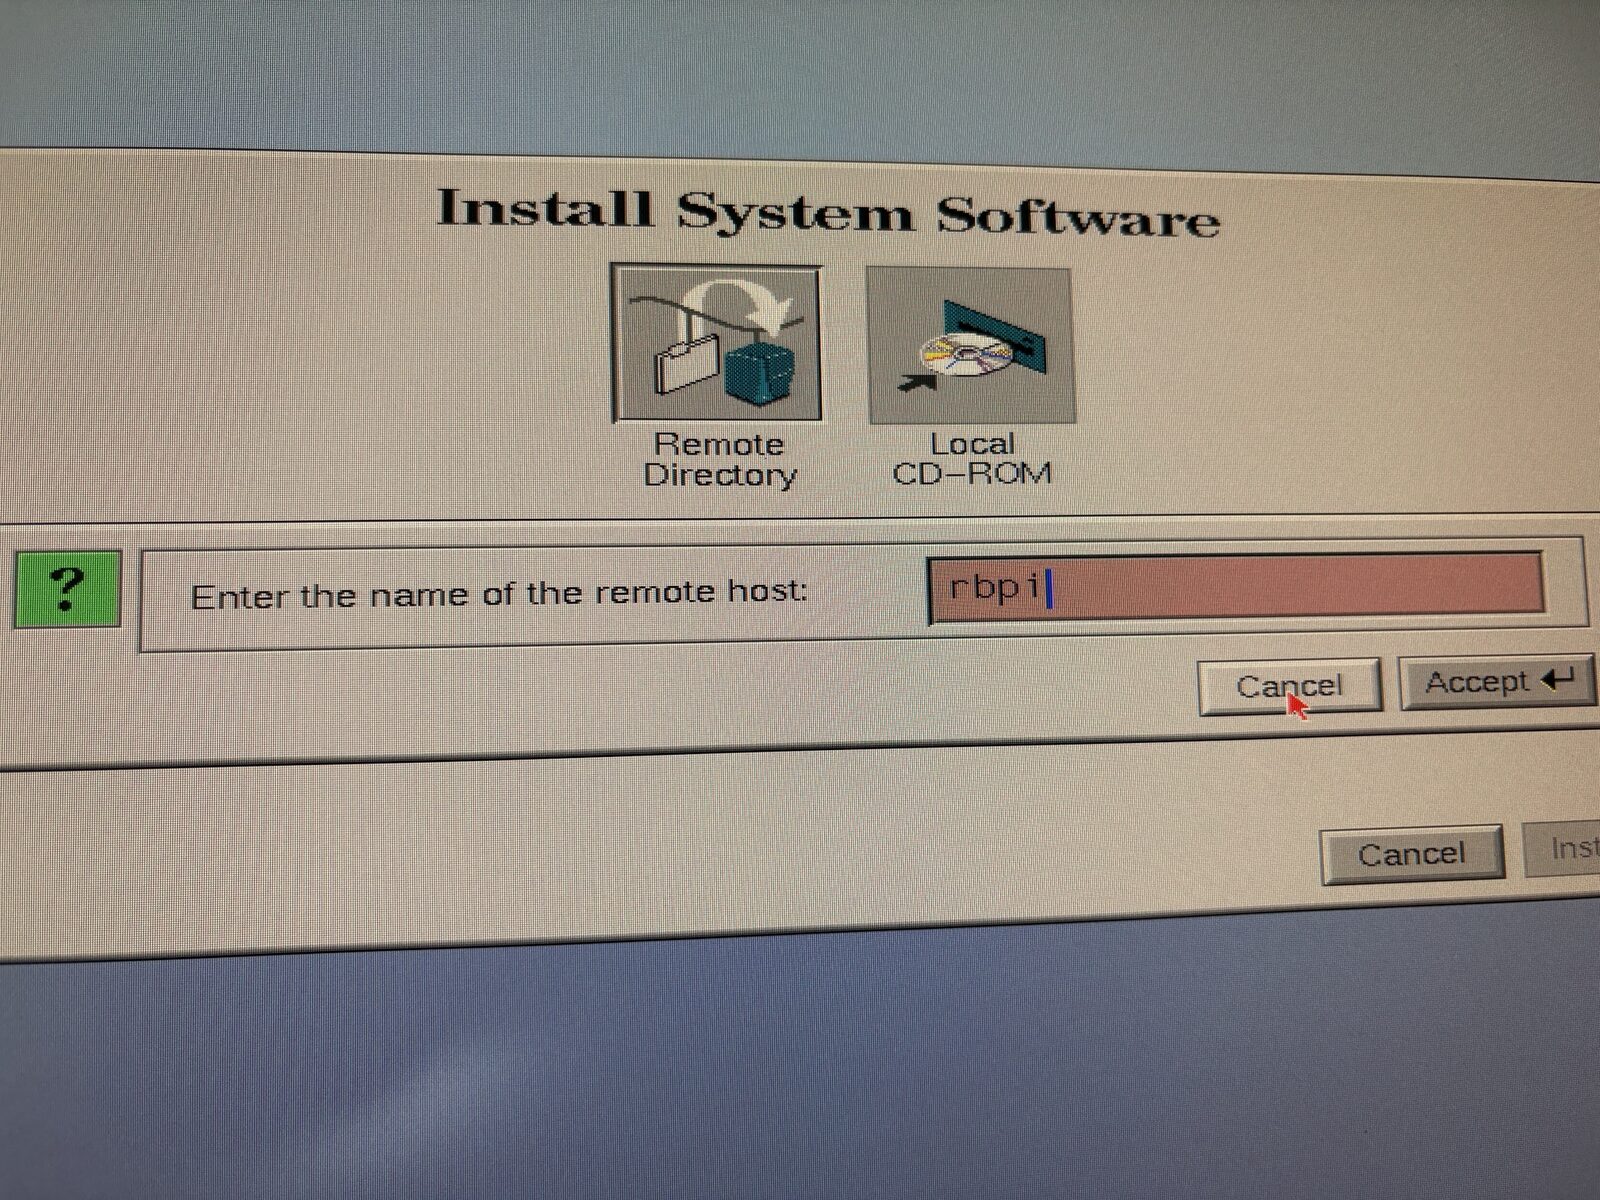 Install System Software
Remote
Directory
Local
CD-ROM
?
Enter the name of the remote host:
rbpi
Cancel
Accept
Cancel
Inst